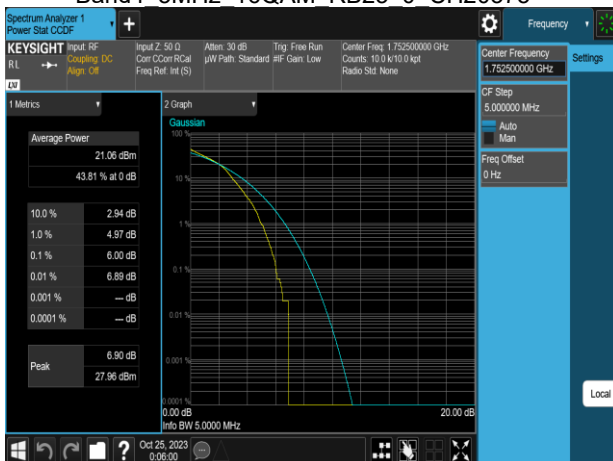 Spectrum Analyzer 1
Power Stat CCDF
Frequency
KEYSIGHT
RL
Input: RF
Coupling: DC
Align: Off
Input Z: 50 Ω
Corr CCorr RCal
Freq Ref: Int (S)
Atten: 30 dB
µW Path: Standard
Trig: Free Run
#IF Gain: Low
Center Freq: 1.752500000 GHz
Counts: 10.0 k/10.0 kpt
Radio Std: None
LXI
Center Frequency
1.752500000 GHz
Settings
CF Step
5.000000 MHz
Auto
Man
Freq Offset
0 Hz
1 Metrics
Average Power
21.06 dBm
43.81 % at 0 dB
10.0 % 2.94 dB
1.0 % 4.97 dB
0.1 % 6.00 dB
0.01 % 6.89 dB
0.001 % --- dB
0.0001 % --- dB
Peak
6.90 dB
27.96 dBm
2 Graph
Gaussian
100 %
10 %
1 %
0.1 %
0.01 %
0.001 %
0.0001 %
0.00 dB
20.00 dB
Info BW 5.0000 MHz
Local
?
Oct 25, 2023
0:06:00